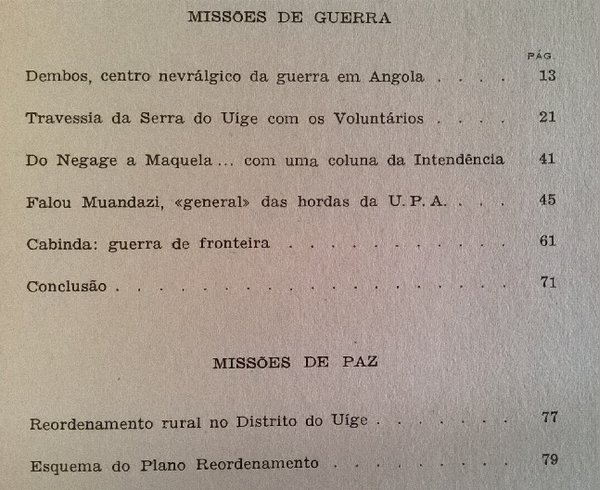 MISSÕES DE GUERRA
PÁG.
Dembos, centro nevrálgico da guerra em Angola . . . . 13
Travessia da Serra do Uíge com os Voluntários . . . . 21
Do Negage a Maquela... com uma coluna da Intendência 41
Falou Muandazi, «general» das hordas da U. P. A. . . . 45
Cabinda: guerra de fronteira . . . . . . . . . . 61
Conclusão . . . . . . . . . . . . . . . . . . 71
MISSÕES DE PAZ
Reordenamento rural no Distrito do Uíge . . . . . . . 77
Esquema do Plano Reordenamento . . . . . . . . . 79